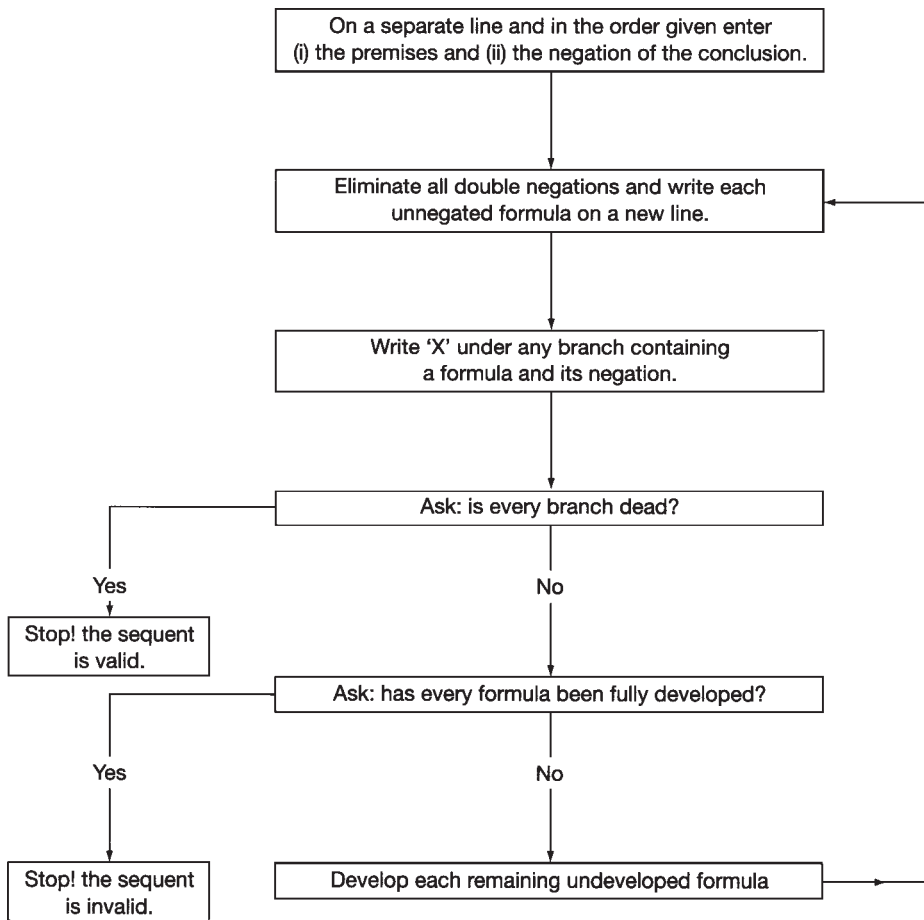 On a separate line and in the order given enter
(i) the premises and (ii) the negation of the conclusion.
Eliminate all double negations and write each
unnegated formula on a new line.
Write ‘X’ under any branch containing
a formula and its negation.
Ask: is every branch dead?
Yes
No
Stop! the sequent
is valid.
Ask: has every formula been fully developed?
Yes
No
Stop! the sequent
is invalid.
Develop each remaining undeveloped formula